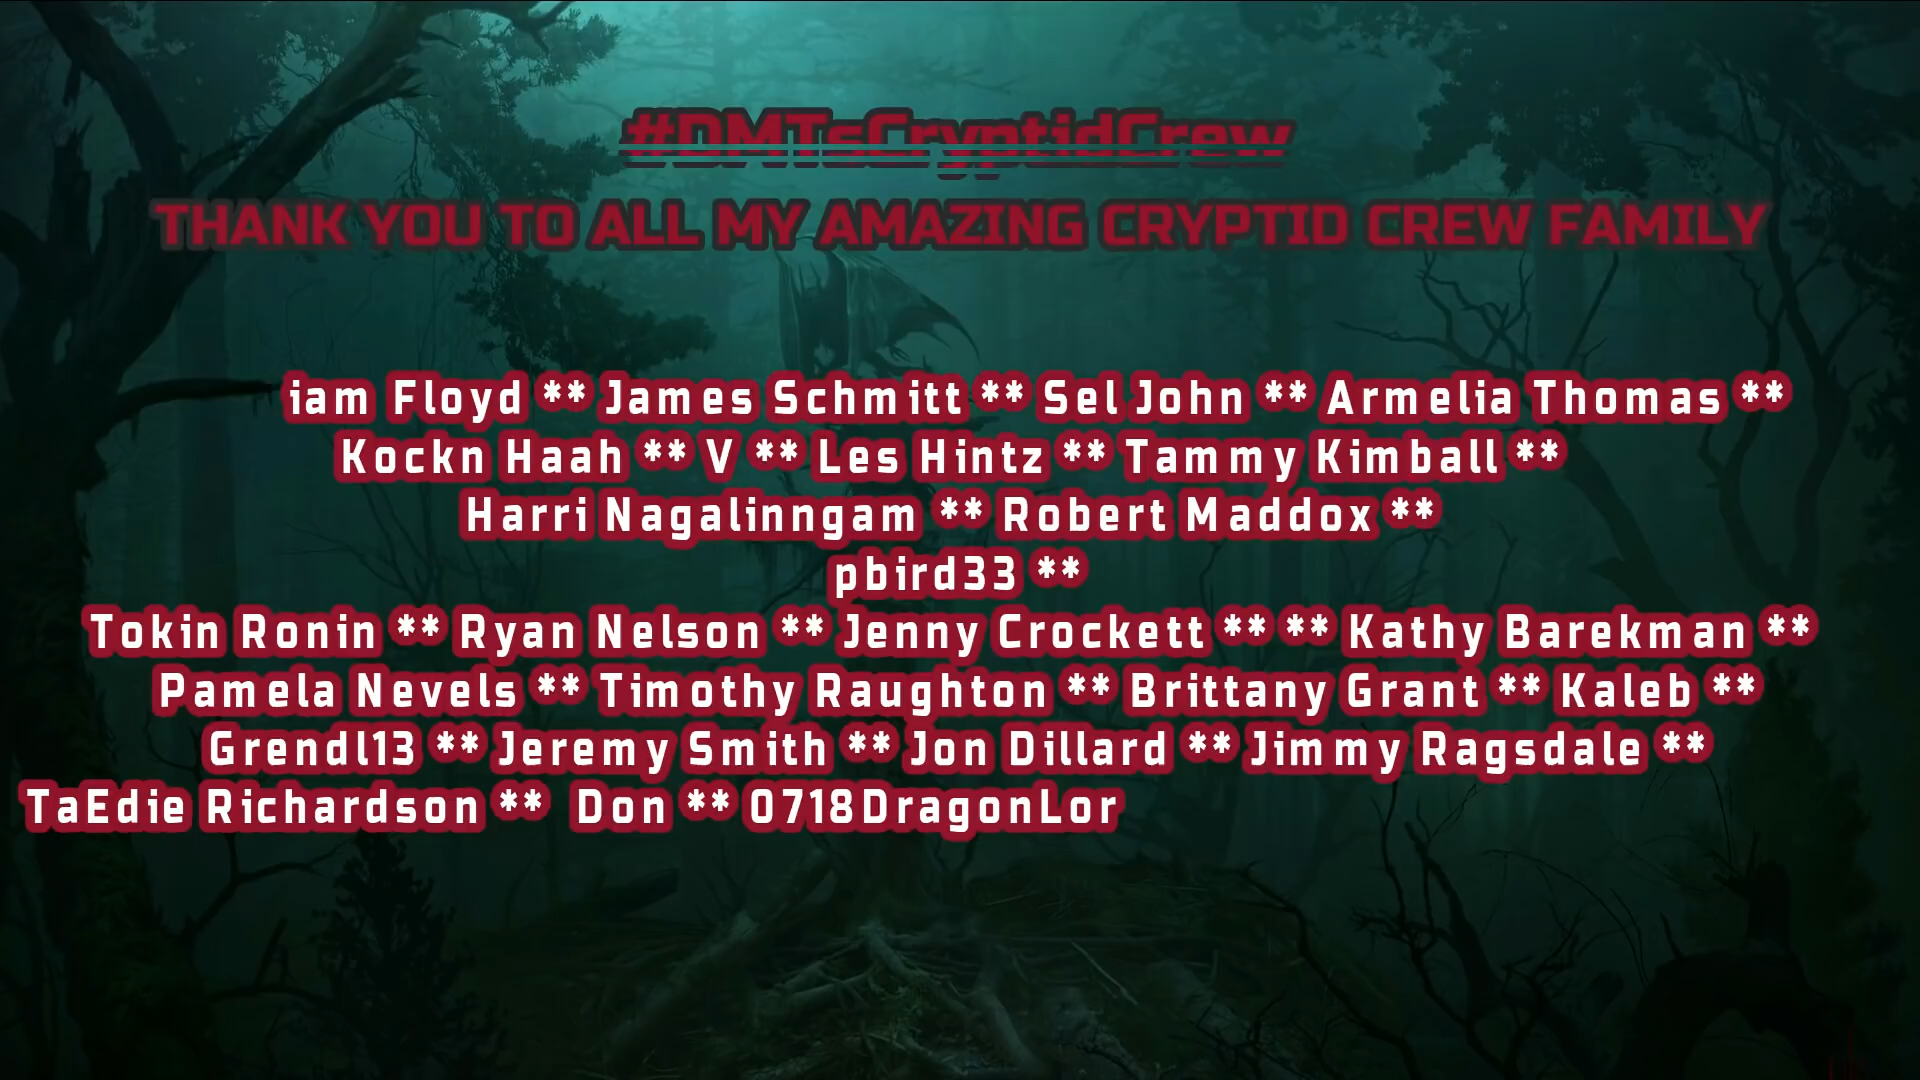 #DMTsCryptidCrew
THANK YOU TO ALL MY AMAZING CRYPTID CREW FAMILY
iam Floyd ** James Schmitt ** Sel John ** Armelia Thomas **
Kockn Haah ** V ** Les Hintz ** Tammy Kimball **
Harri Nagalinngam ** Robert Maddox **
pbird33 **
Tokin Ronin ** Ryan Nelson ** Jenny Crockett ** ** Kathy Barekman **
Pamela Nevels ** Timothy Raughton ** Brittany Grant ** Kaleb **
Grendl13 ** Jeremy Smith ** Jon Dillard ** Jimmy Ragsdale **
TaEdie Richardson ** Don ** 0718DragonLor